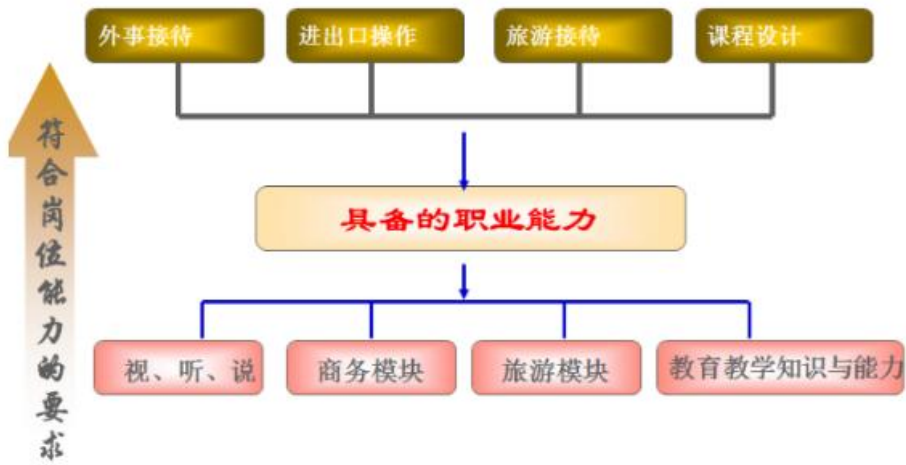 外事接待
进出口操作
旅游接待
课程设计
符合岗位能力的要求
具备的职业能力
视、听、说
商务模块
旅游模块
教育教学知识与能力